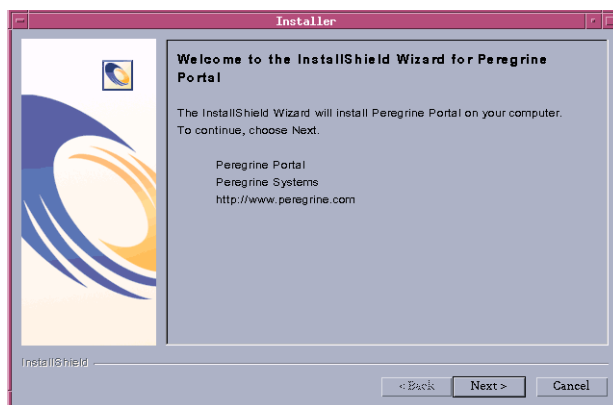 Installer
Welcome to the InstallShield Wizard for Peregrine
Portal
The InstallShield Wizard will install Peregrine Portal on your computer.
To continue, choose Next.
Peregrine Portal
Peregrine Systems
http://www.peregrine.com
InstallShield
< Back Next > Cancel